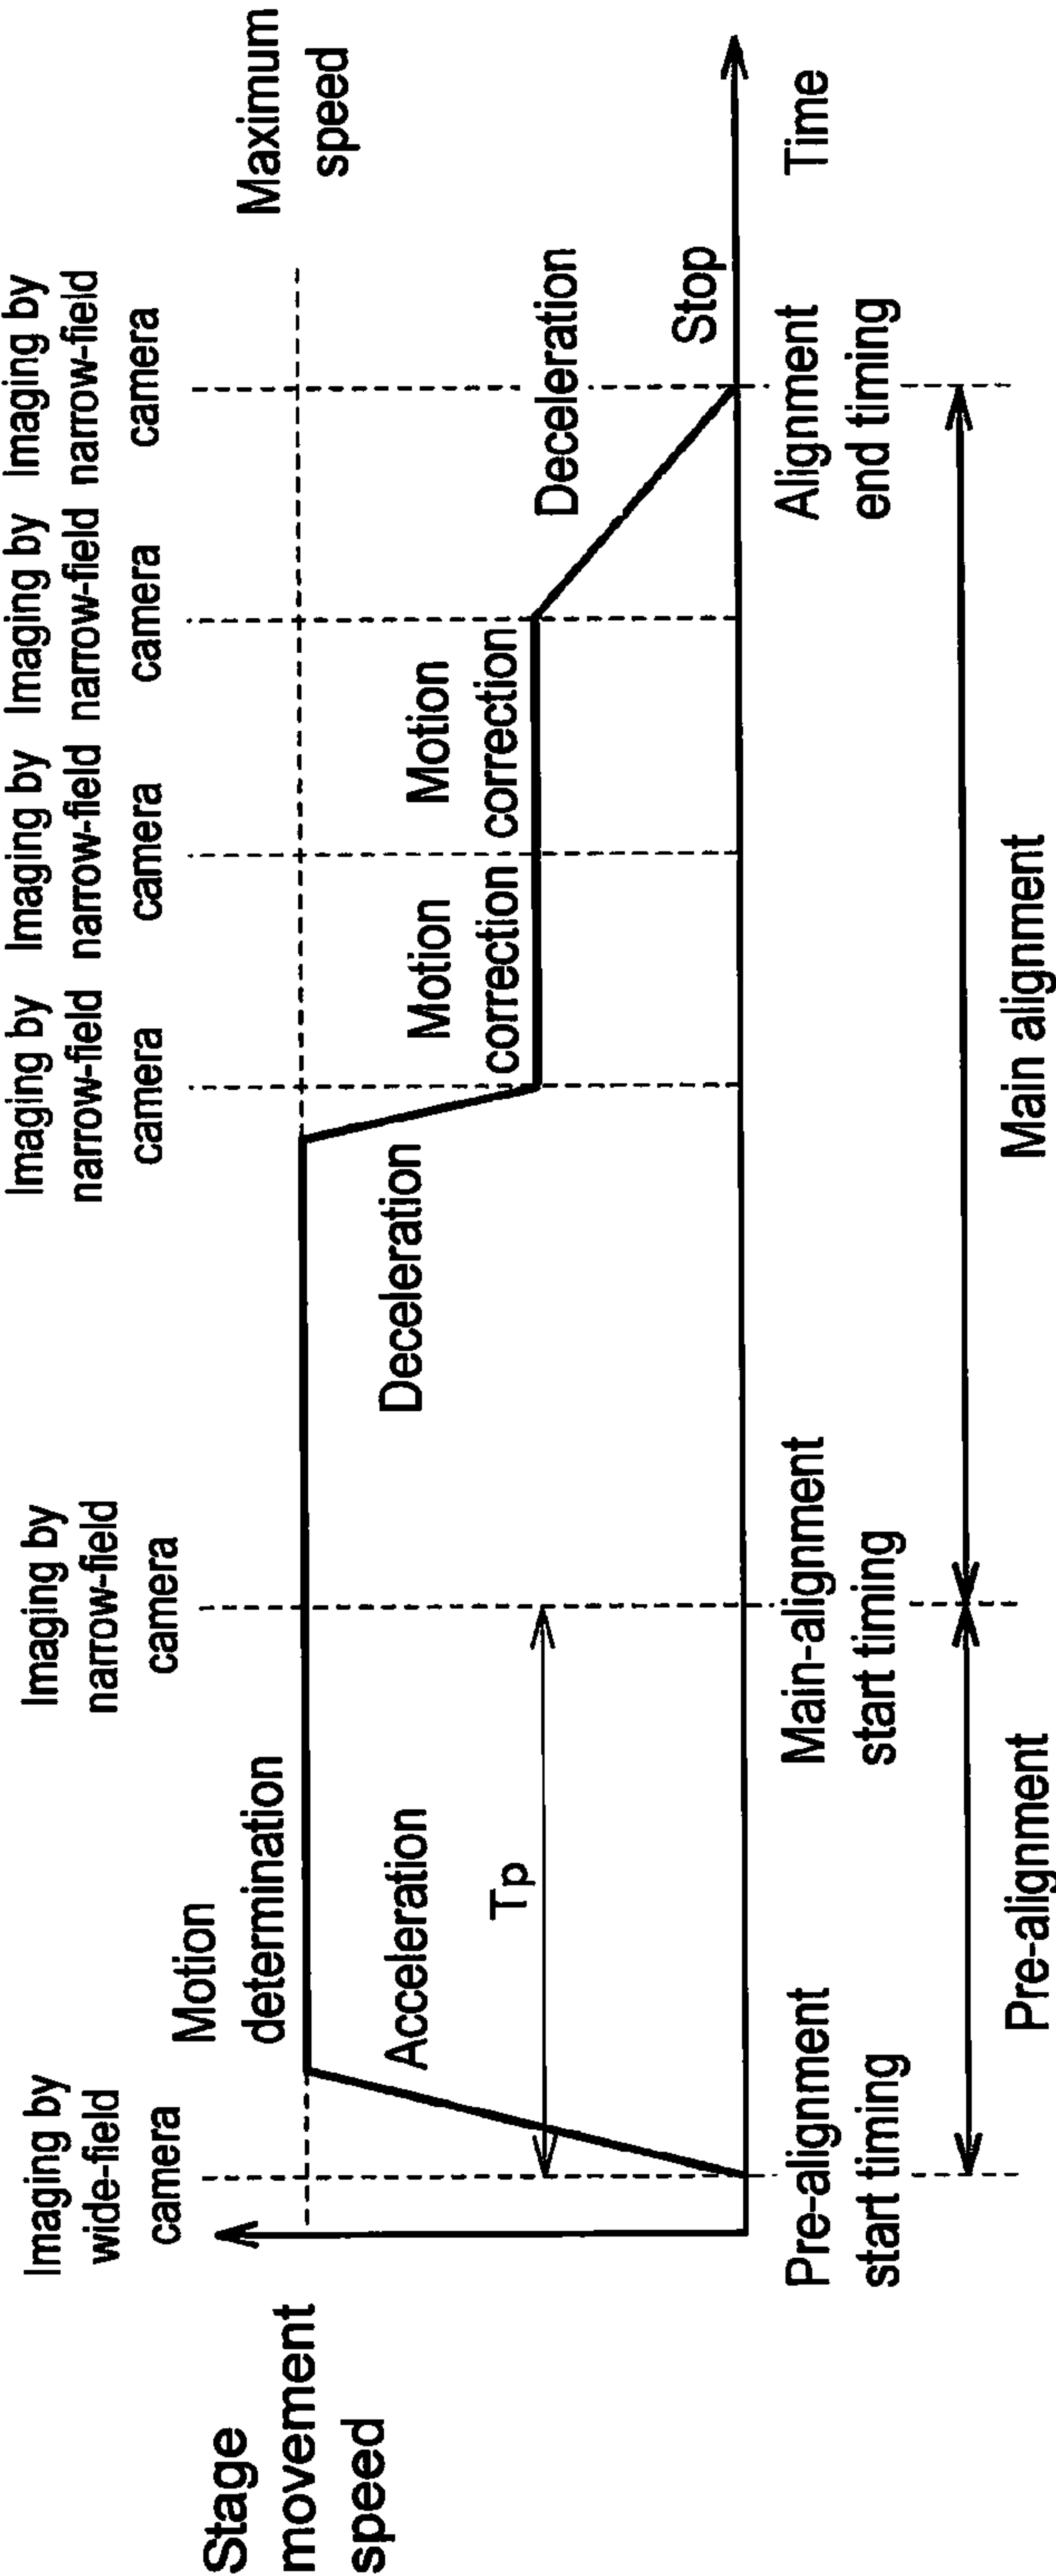 Stage
movement
speed
Imaging by
wide-field
camera
Motion
determination
Imaging by
narrow-field
camera
Imaging by
narrow-field
camera
Imaging by
narrow-field
camera
Imaging by
narrow-field
camera
Imaging by
narrow-field
camera
Maximum
speed
Acceleration
Tp
Deceleration
Motion
correction
Motion
correction
Deceleration
Stop
Time
Pre-alignment
start timing
Main-alignment
start timing
Alignment
end timing
Pre-alignment
Main alignment